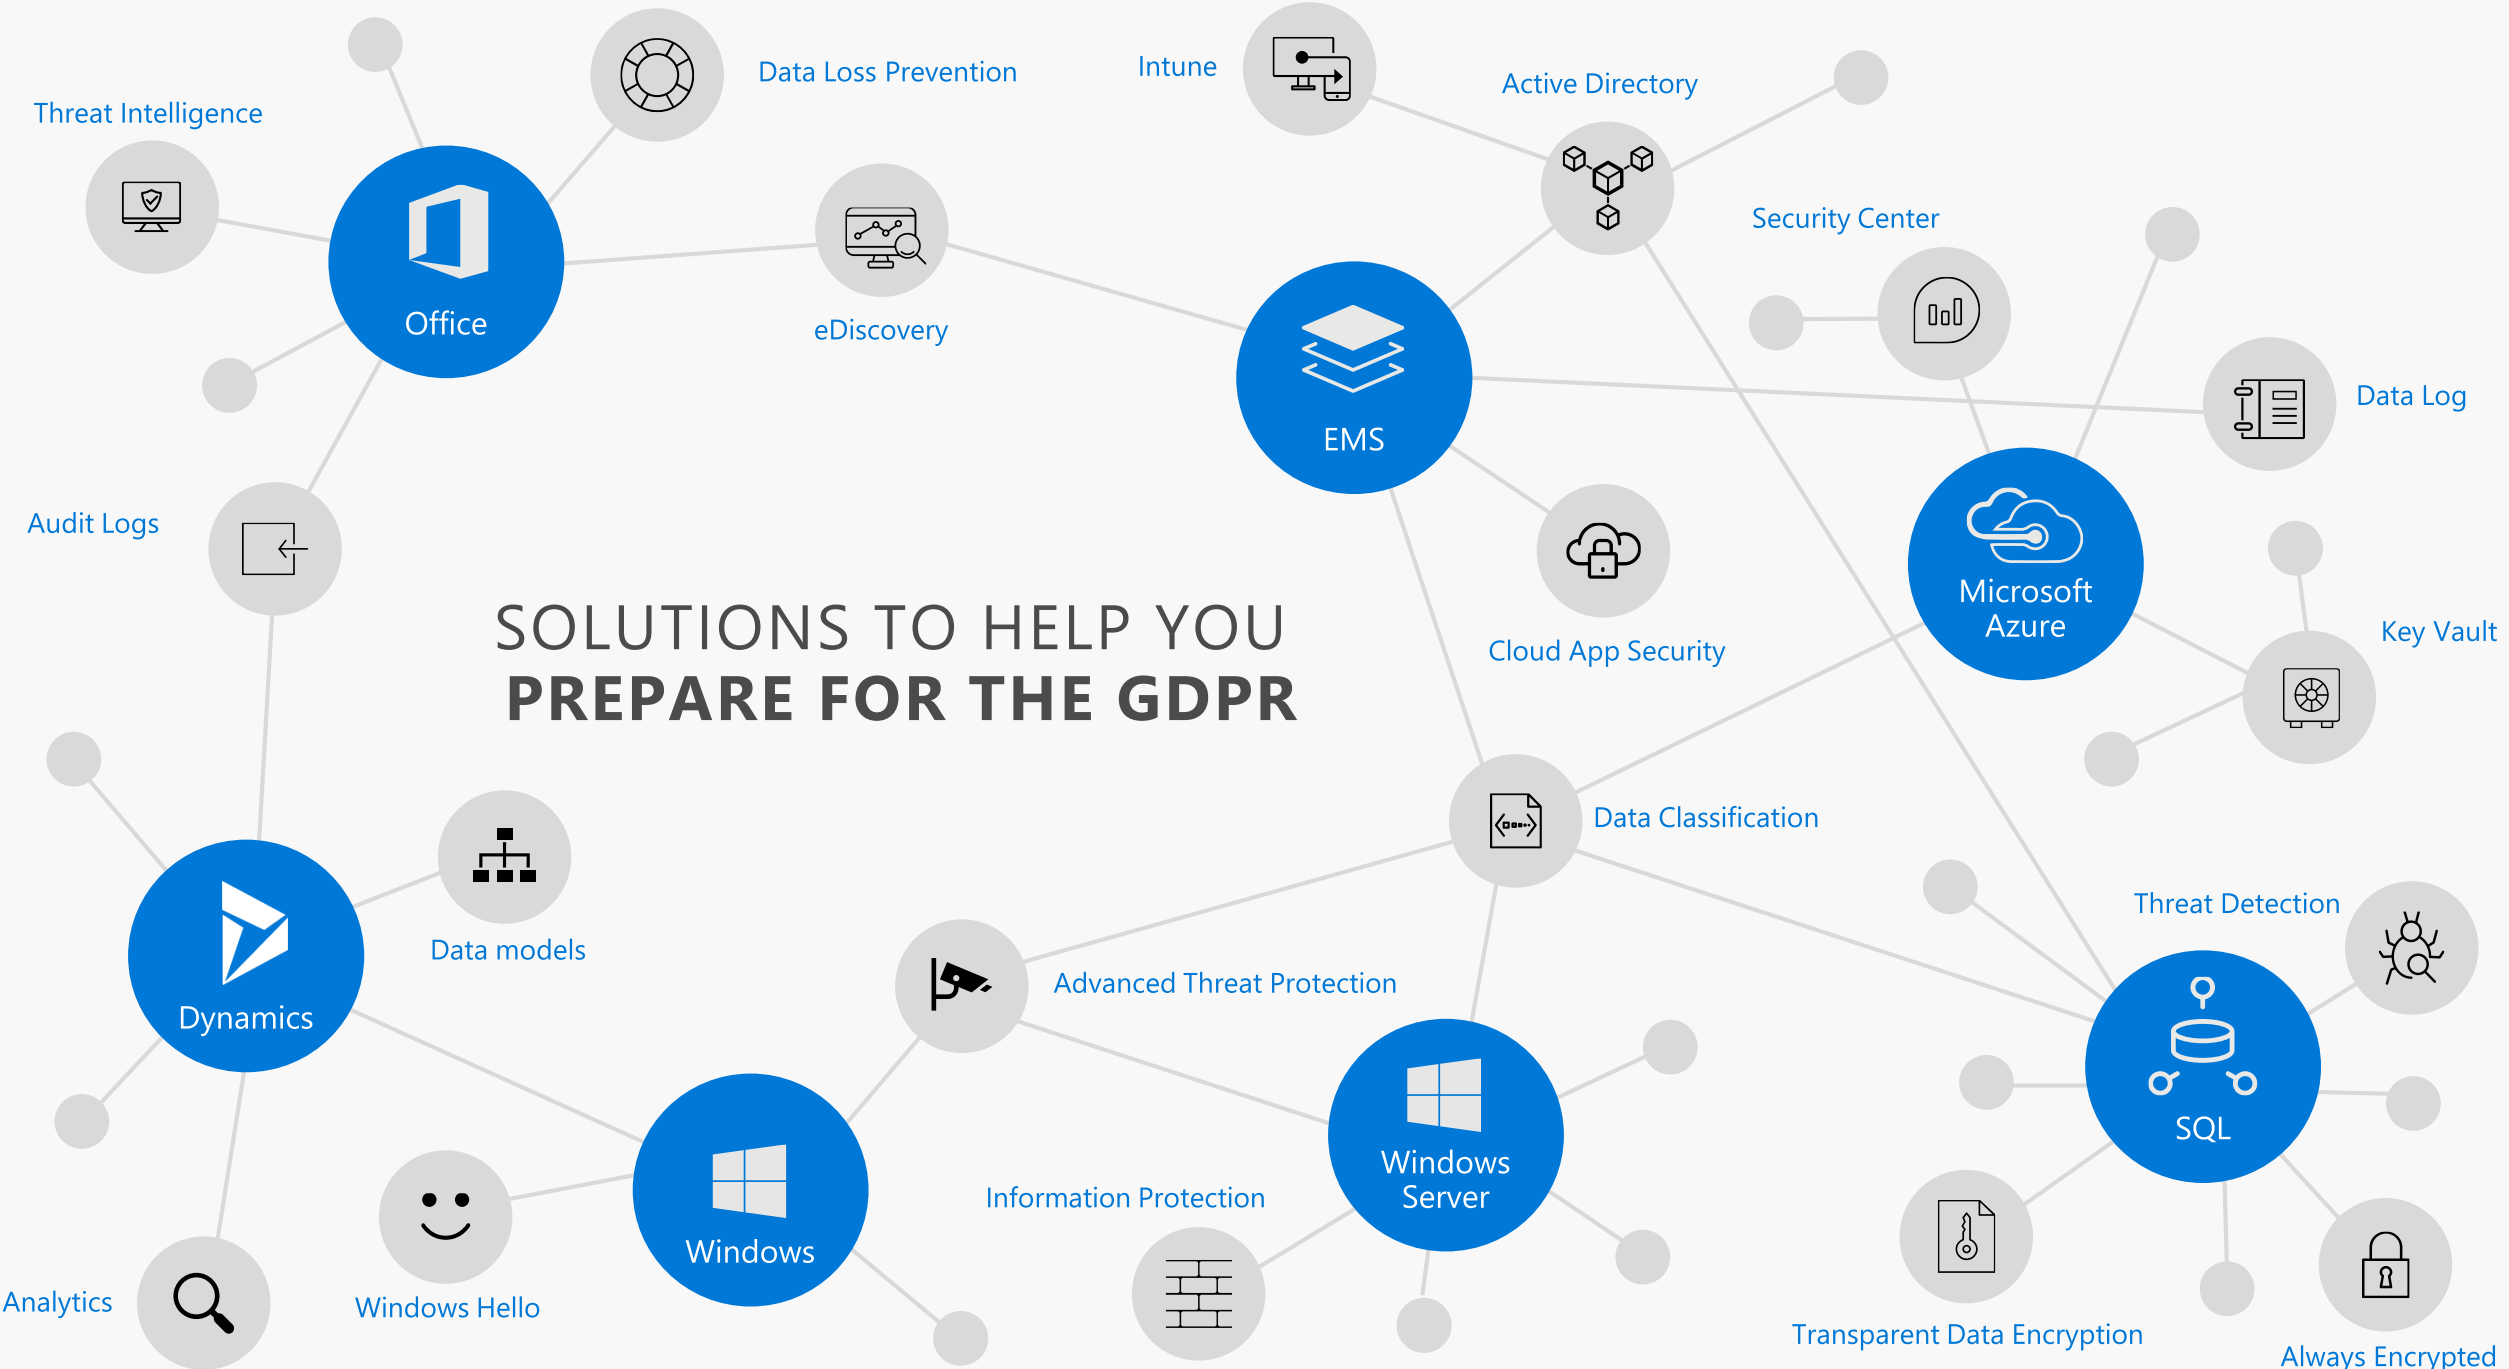 Data Loss Prevention
Intune
Active Directory
Threat Intelligence
Security Center
Office
eDiscovery
EMS
Data Log
Audit Logs
Cloud App Security
Microsoft
Azure
Key Vault
SOLUTIONS TO HELP YOU
PREPARE FOR THE GDPR
Data Classification
Data models
Threat Detection
Advanced Threat Protection
Dynamics
SQL
Windows
Server
Information Protection
Windows
Analytics
Windows Hello
Transparent Data Encryption
Always Encrypted